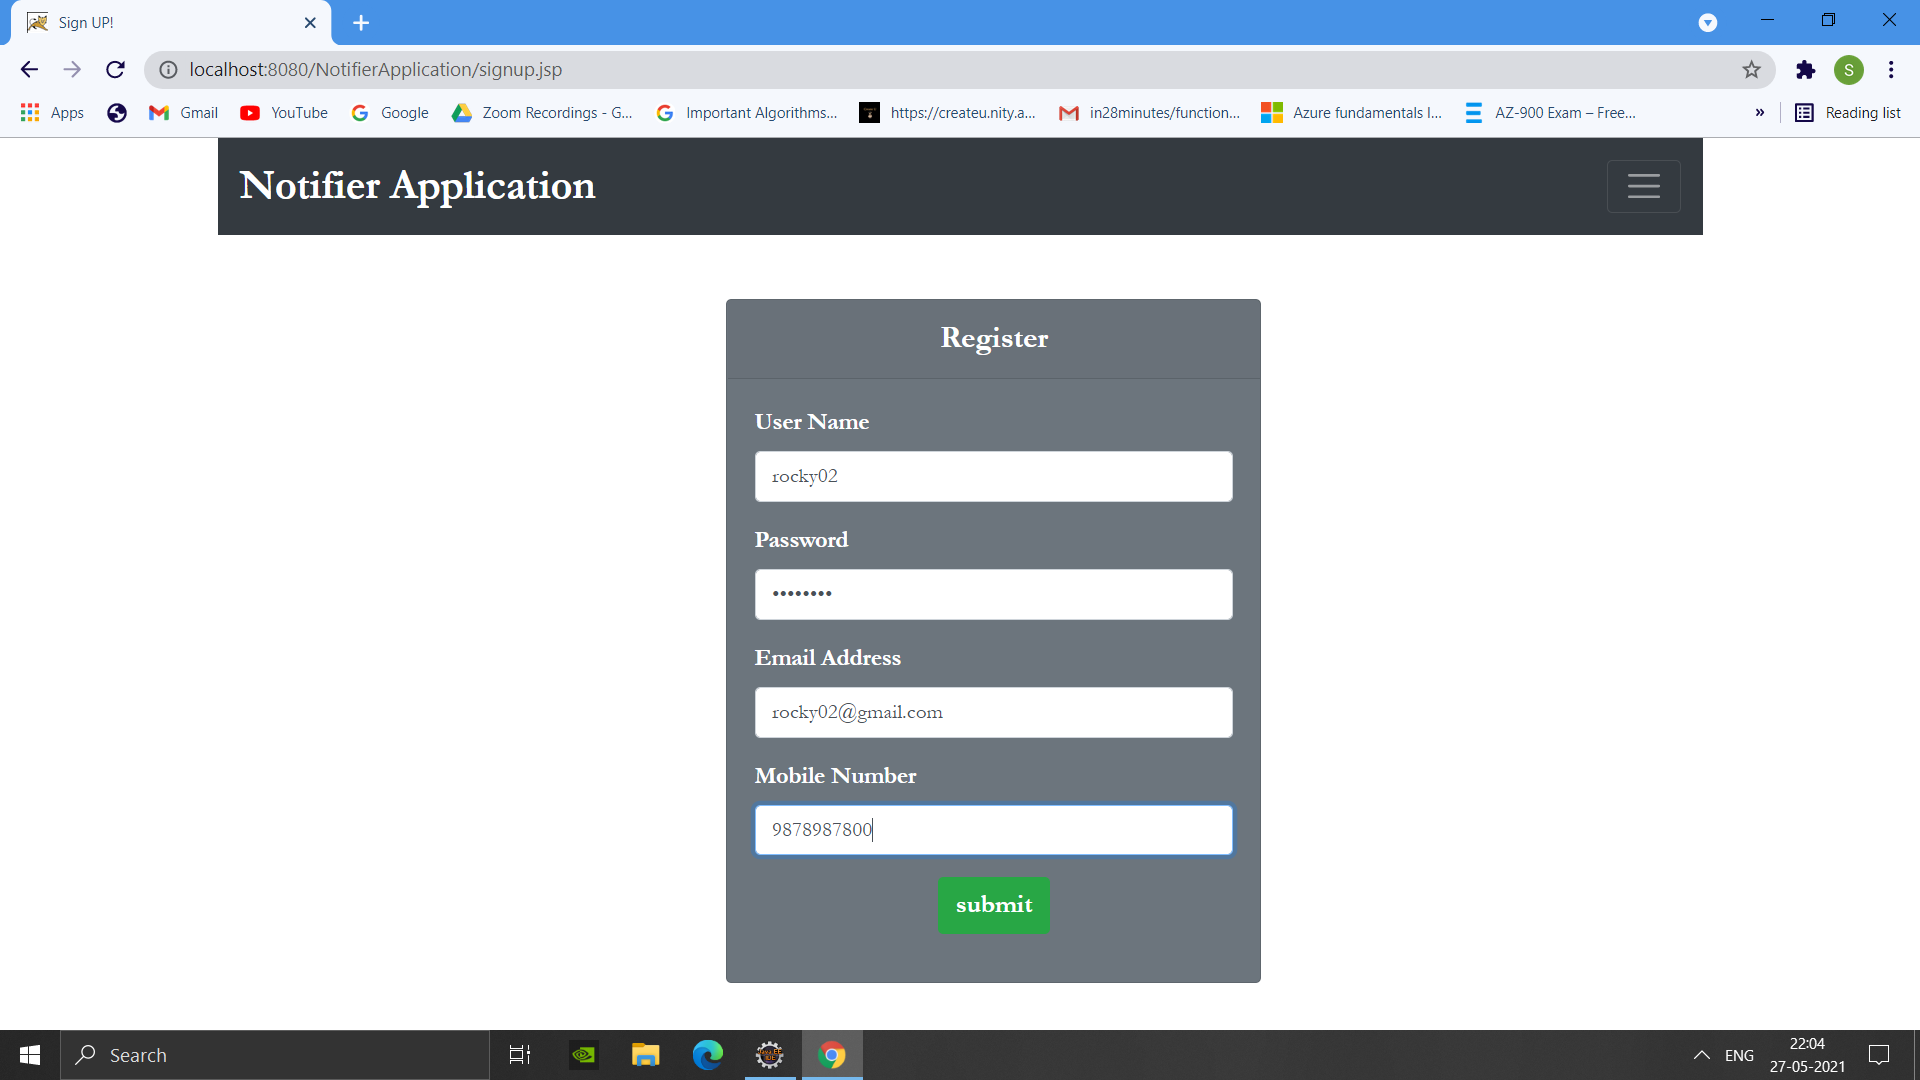 Sign UP!
localhost:8080/NotifierApplication/signup.jsp
S
Apps
Gmail
YouTube
Google
Zoom Recordings - G...
Important Algorithms...
https://createu.nity.a...
in28minutes/function...
Azure fundamentals l...
AZ-900 Exam – Free...
»
Reading list
Notifier Application
Register
User Name
rocky02
Password
••••••••
Email Address
rocky02@gmail.com
Mobile Number
9878987800
submit
Search
ENG
22:04
27-05-2021